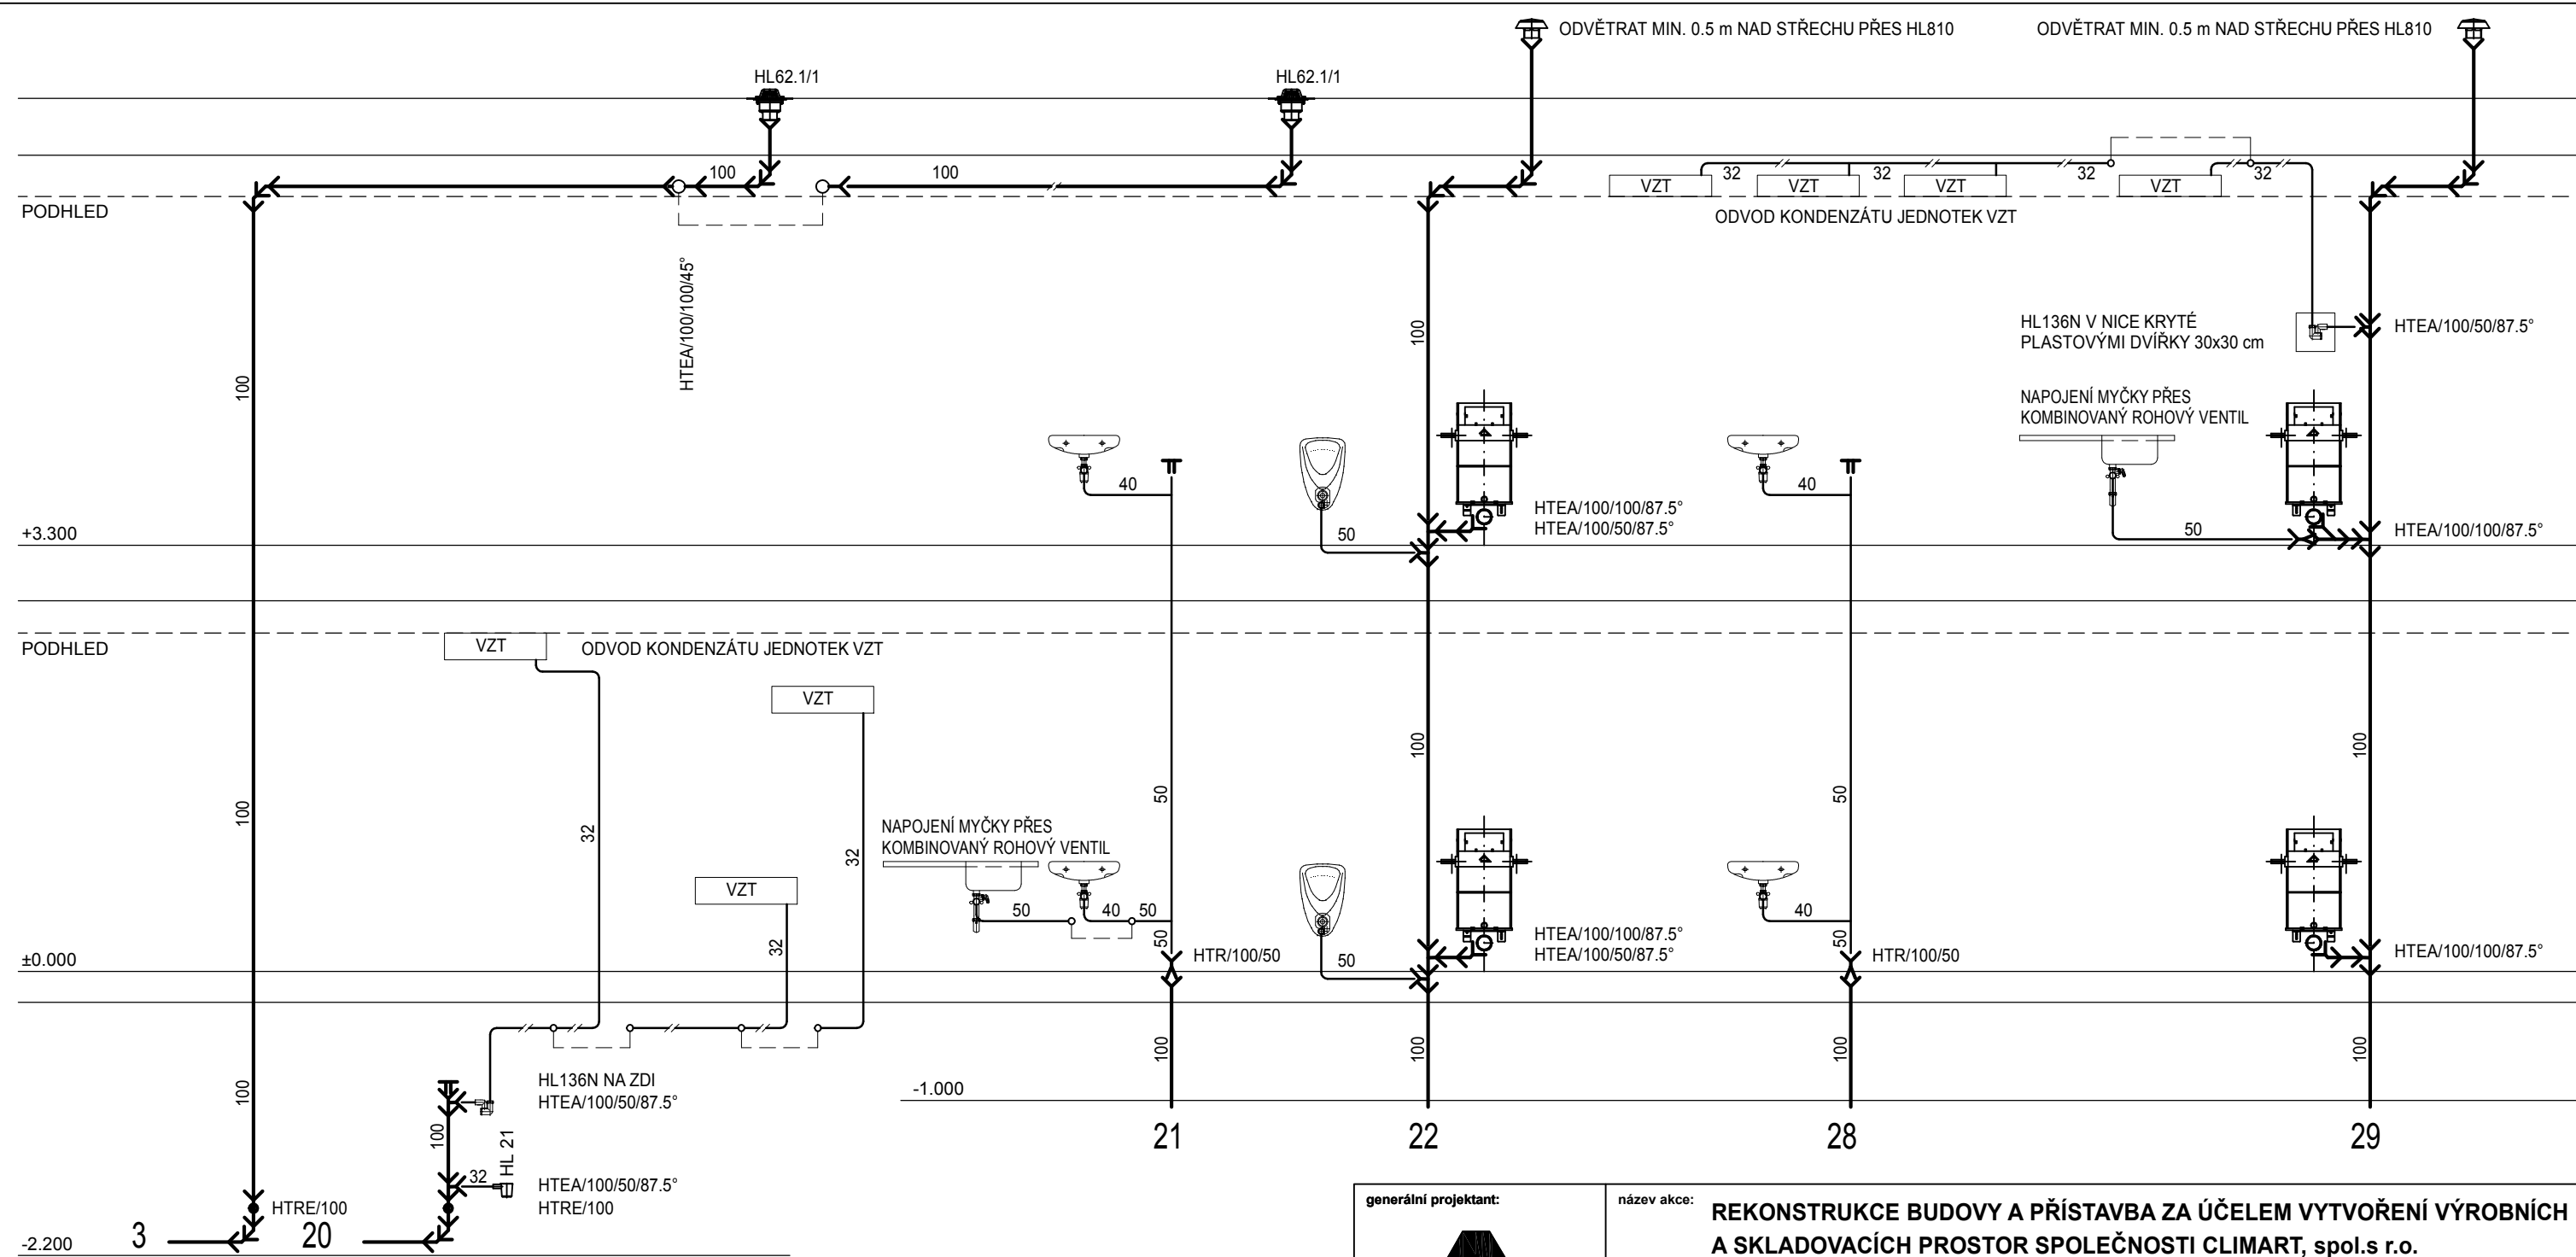 ODVĚTRAT MIN. 0.5 m NAD STŘECHU PŘES HL810
ODVĚTRAT MIN. 0.5 m NAD STŘECHU PŘES HL810
HL62.1/1
HL62.1/1
100
100
32
32
32
32
VZT
VZT
VZT
VZT
PODHLED
ODVOD KONDENZÁTU JEDNOTEK VZT
HTEA/100/100/45°
100
100
HL136N V NICE KRYTÉ
PLASTOVÝMI DVÍŘKY 30x30 cm
HTEA/100/50/87.5°
NAPOJENÍ MYČKY PŘES
KOMBINOVANÝ ROHOVÝ VENTIL
40
40
HTEA/100/100/87.5°
HTEA/100/50/87.5°
+3.300
50
50
HTEA/100/100/87.5°
PODHLED
VZT
ODVOD KONDENZÁTU JEDNOTEK VZT
VZT
100
100
100
50
50
32
32
NAPOJENÍ MYČKY PŘES
KOMBINOVANÝ ROHOVÝ VENTIL
VZT
50
40
50
40
32
50
50
HTEA/100/100/87.5°
HTEA/100/50/87.5°
±0.000
HTR/100/50
50
HTR/100/50
HTEA/100/100/87.5°
100
100
100
100
100
HL136N NA ZDI
HTEA/100/50/87.5°
-1.000
100
HL 21
21
22
28
29
32
HTEA/100/50/87.5°
HTRE/100
HTRE/100
3
20
-2.200
generální projektant:
název akce:
REKONSTRUKCE BUDOVY A PŘÍSTAVBA ZA ÚČELEM VYTVOŘENÍ VÝROBNÍCH
A SKLADOVACÍCH PROSTOR SPOLEČNOSTI CLIMART, spol.s r.o.